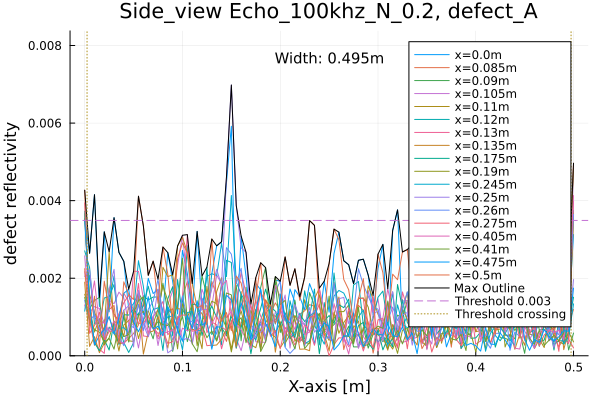 Side_view Echo_100khz_N_0.2, defect_A
Width: 0.495m
defect reflectivity
0.008
0.006
0.004
0.002
0.000
x=0.0m
x=0.085m
x=0.09m
x=0.105m
x=0.11m
x=0.12m
x=0.13m
x=0.135m
x=0.175m
x=0.19m
x=0.245m
x=0.25m
x=0.26m
x=0.275m
x=0.405m
x=0.41m
x=0.475m
x=0.5m
Max Outline
Threshold 0.003
Threshold crossing
0.0 0.1 0.2 0.3 0.4 0.5
X-axis [m]